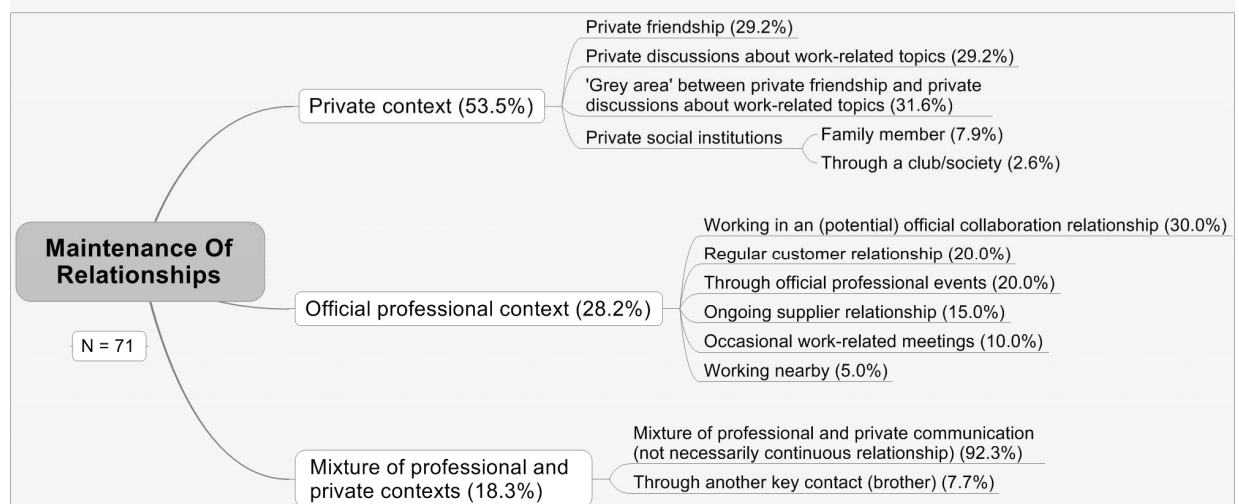 Maintenance Of
Relationships
N = 71
Private context (53.5%)
Private friendship (29.2%)
Private discussions about work-related topics (29.2%)
'Grey area' between private friendship and private
discussions about work-related topics (31.6%)
Private social institutions
Family member (7.9%)
Through a club/society (2.6%)
Official professional context (28.2%)
Working in an (potential) official collaboration relationship (30.0%)
Regular customer relationship (20.0%)
Through official professional events (20.0%)
Ongoing supplier relationship (15.0%)
Occasional work-related meetings (10.0%)
Working nearby (5.0%)
Mixture of professional and
private contexts (18.3%)
Mixture of professional and private communication
(not necessarily continuous relationship) (92.3%)
Through another key contact (brother) (7.7%)